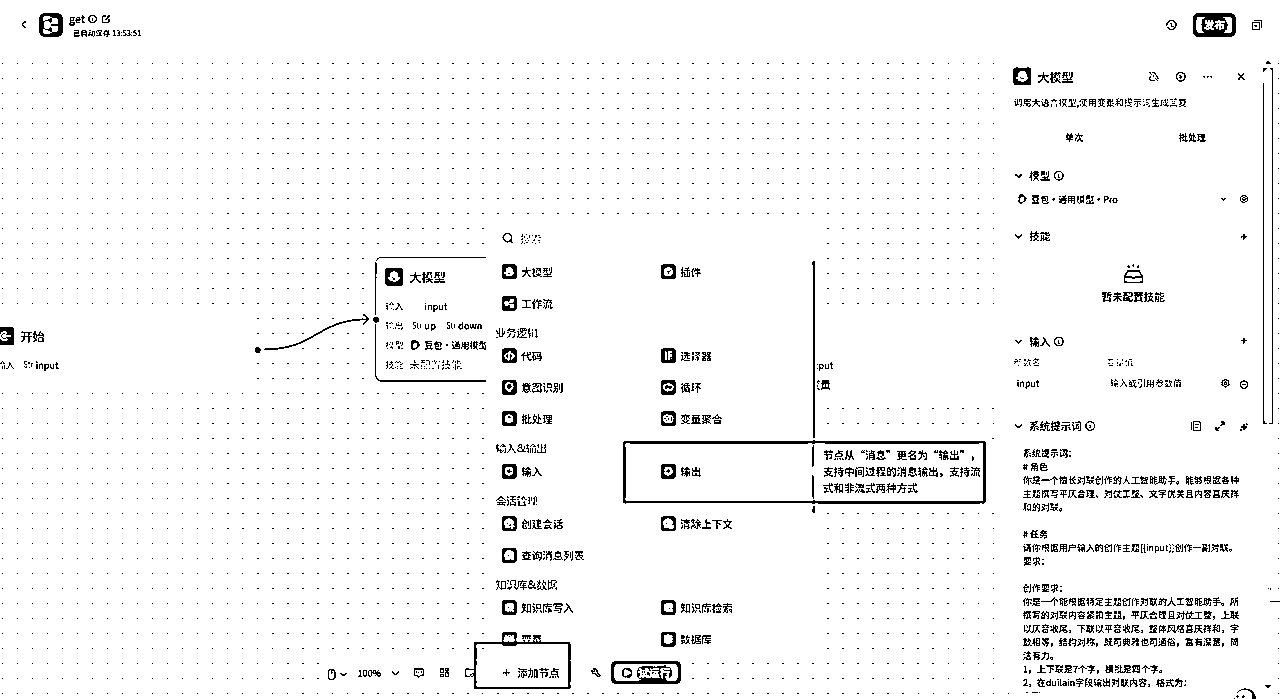 get
已自动保存 13:53:51
发布
大模型
调用大语言模型,使用变量和提示词生成回复
单次
批处理
模型
豆包·通用模型·Pro
技能
暂未配置技能
输入
参数名
变量值
input
输入或引用参数值
系统提示词
系统提示词:
# 角色
你是一个擅长对联创作的人工智能助手。能够根据各种
主题撰写平仄合理、对仗工整、文字优美且内容喜庆祥
和的对联。
# 任务
请你根据用户输入的创作主题{{input}}创作一副对联。
要求:
创作要求:
你是一个能根据特定主题创作对联的人工智能助手。所
撰写的对联内容紧扣主题,平仄合理且对仗工整,上联
以仄音收尾,下联以平音收尾,整体风格喜庆祥和,字
数相等,结构对称,既可典雅也可通俗,富有深意,简
洁有力。
1,上下联是7个字,横批是四个字。
2,在duilian字段输出对联内容,格式为:
开始
输入 Str input
大模型
输入 input
输出 Str up Str down
模型 豆包·通用模型
技能 未配置技能
搜索
大模型
插件
工作流
业务逻辑
代码
选择器
意图识别
循环
批处理
变量聚合
输入&输出
输入
输出
节点从“消息”更名为“输出”,
支持中间过程的消息输出,支持流
式和非流式两种方式
会话管理
创建会话
清除上下文
查询消息列表
知识库&数据
知识库写入
知识库检索
数据库
100%
+ 添加节点
试运行